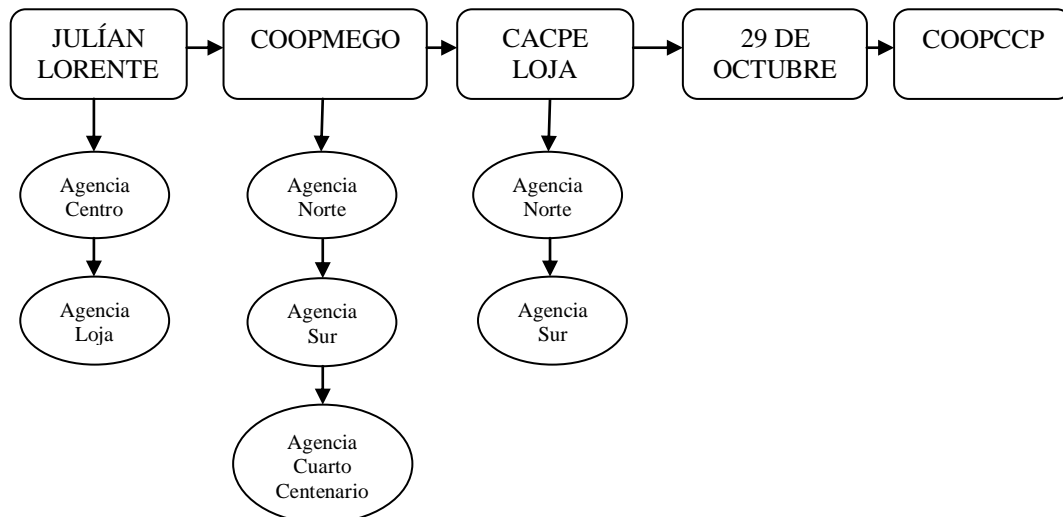 JULÍAN
LORENTE
COOPMEGO
CACPE
LOJA
29 DE
OCTUBRE
COOPCCP
Agencia
Centro
Agencia
Norte
Agencia
Norte
Agencia
Loja
Agencia
Sur
Agencia
Sur
Agencia
Cuarto
Centenario